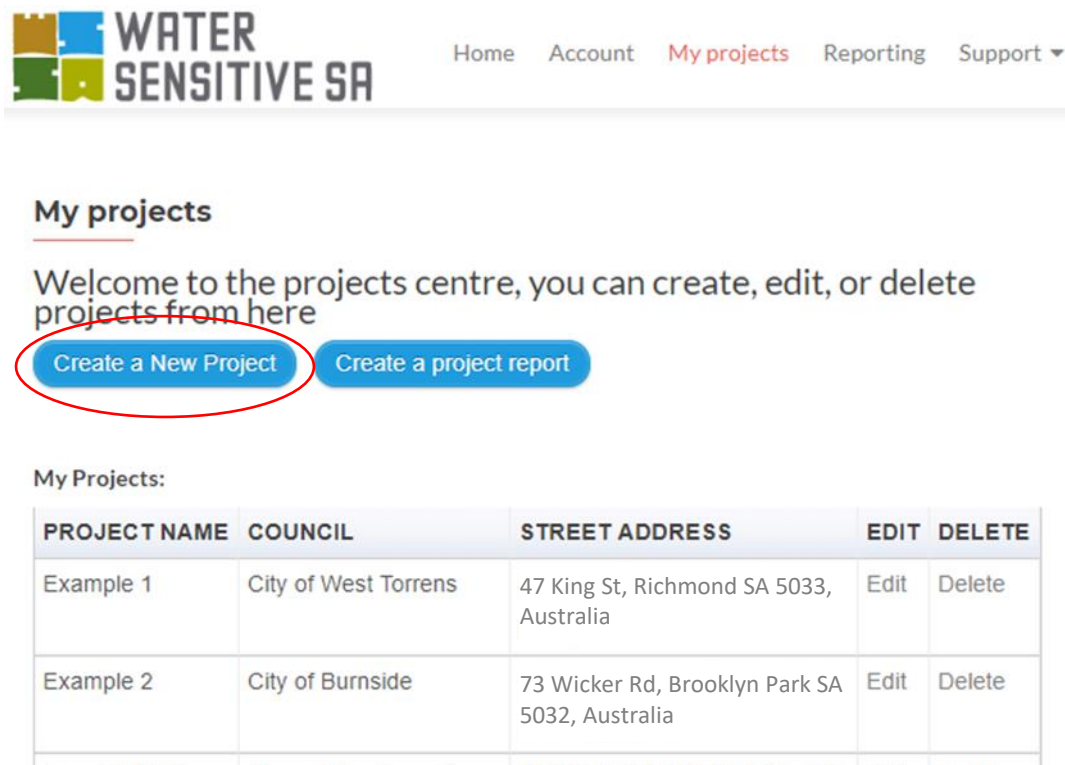 WATER
SENSITIVE SA
Home Account My projects Reporting Support
My projects
Welcome to the projects centre, you can create, edit, or delete
projects from here
Create a New Project Create a project report
My Projects:
PROJECT NAME COUNCIL STREET ADDRESS EDIT DELETE
Example 1 City of West Torrens 47 King St, Richmond SA 5033, Edit Delete
Australia
Example 2 City of Burnside 73 Wicker Rd, Brooklyn Park SA Edit Delete
5032, Australia